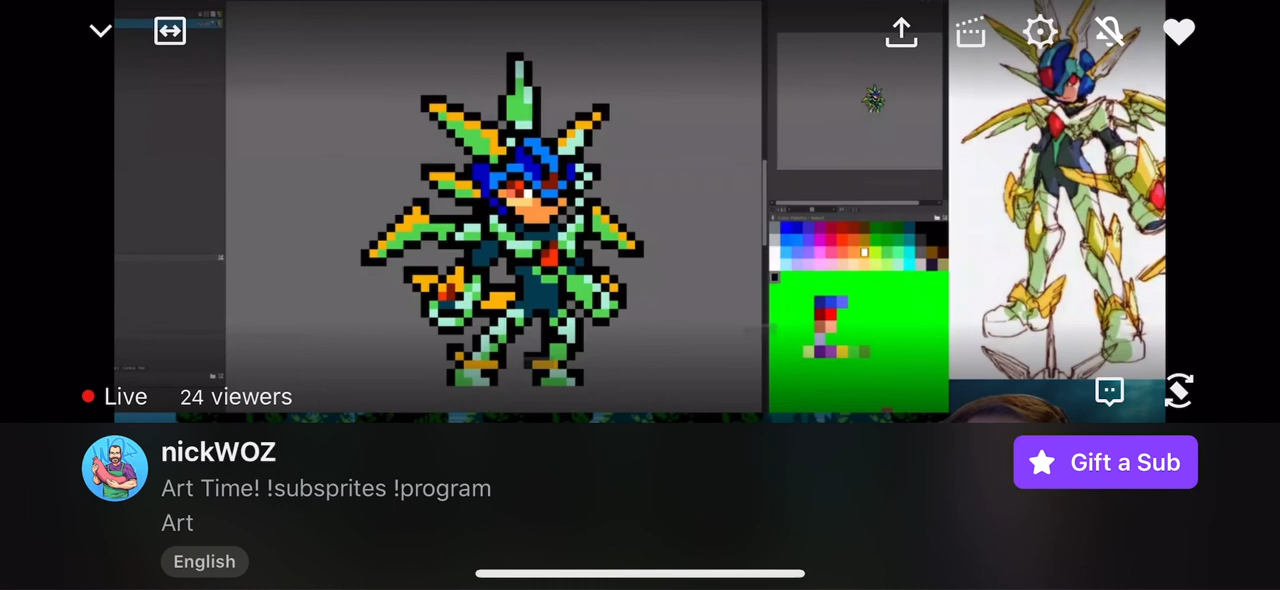 Live 24 viewers
nickWOZ
Art Time! !subsprites !program
Art
English
Gift a Sub